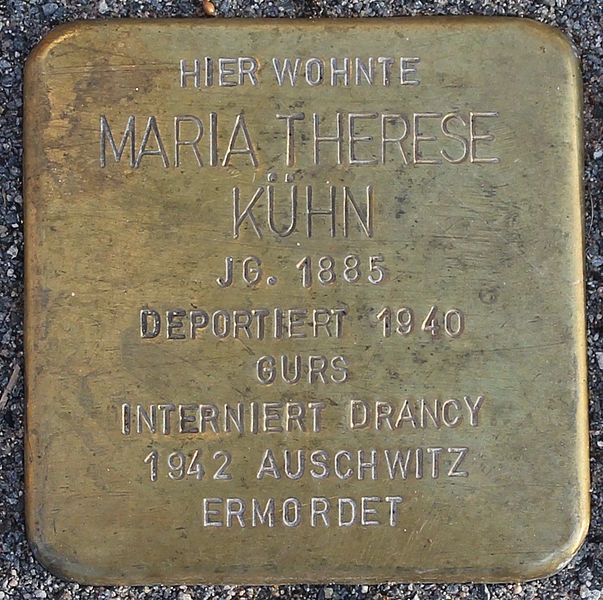 HIER WOHNTE
MARIA THERESE
KÜHN
JG. 1885
DEPORTIERT 1940
GURS
INTERNIERT DRANCY
1942 AUSCHWITZ
ERMORDET